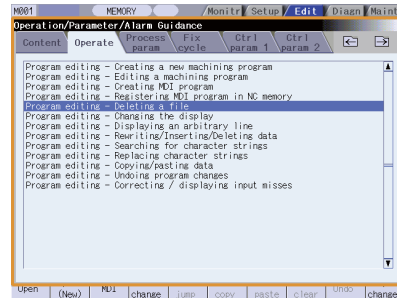 M001 MEMORY Monitr Setup Edit Diagn Maint
Operation/Parameter/Alarm Guidance
Content Operate Process param Fix cycle Ctrl param 1 Ctrl param 2
Program editing - Creating a new machining program
Program editing - Editing a machining program
Program editing - Creating MDI program
Program editing - Registering MDI program in NC memory
Program editing - Deleting a file
Program editing - Changing the display
Program editing - Displaying an arbitrary line
Program editing - Rewriting/Inserting/Deleting data
Program editing - Searching for character strings
Program editing - Replacing character strings
Program editing - Copying/pasting data
Program editing - Undoing program changes
Program editing - Correcting / displaying input misses
Open (New) MDI change jump copy paste clear Undo change